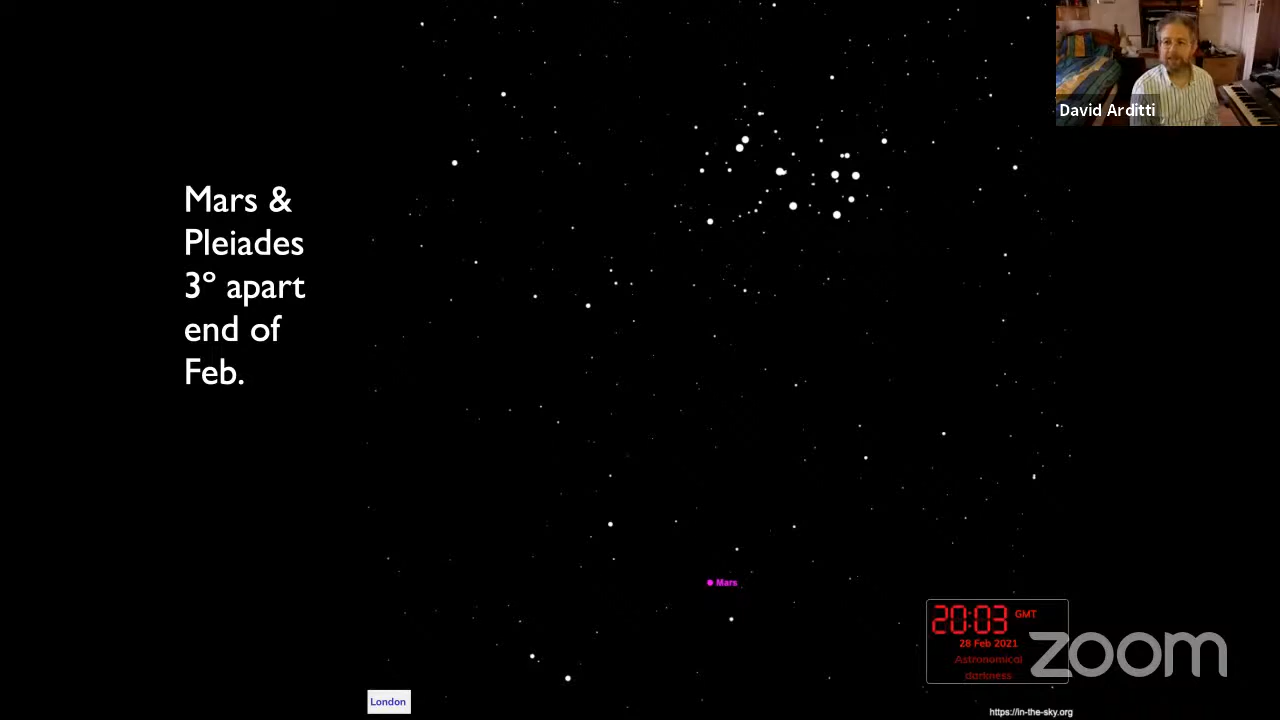 David Arditti
Mars &
Pleiades
3º apart
end of
Feb.
Mars
20:03 GMT
28 Feb 2021
Astronomical
darkness
zoom
London
https://in-the-sky.org